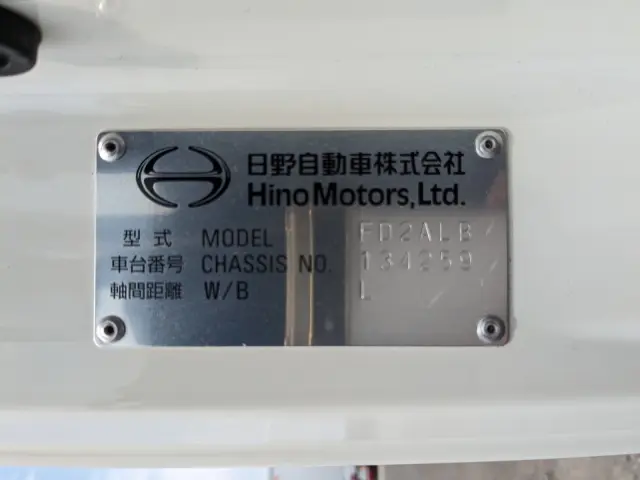 日野自動車株式会社
Hino Motors, Ltd.
型式 MODEL FD2ALB
車台番号 CHASSIS NO. 134259
軸間距離 W/B L